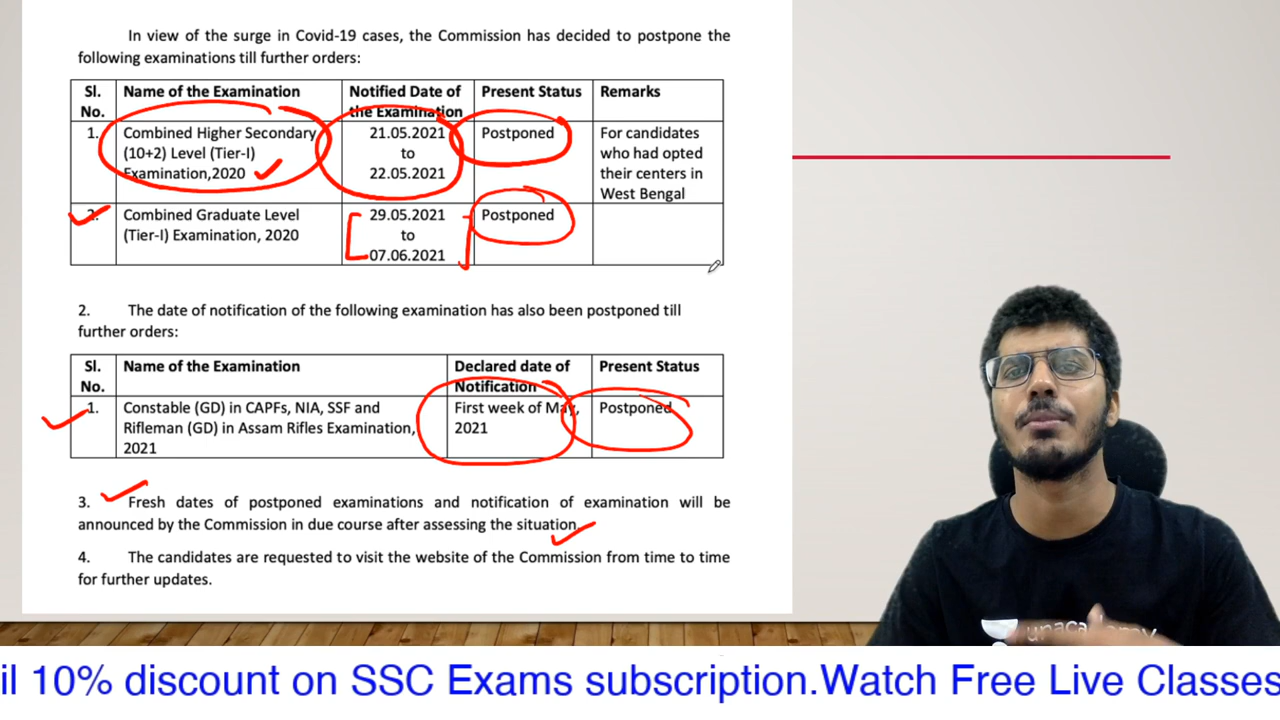 In view of the surge in Covid-19 cases, the Commission has decided to postpone the
following examinations till further orders:
Sl. No. Name of the Examination Notified Date of the Examination Present Status Remarks
1. Combined Higher Secondary (10+2) Level (Tier-I) Examination,2020 21.05.2021 to 22.05.2021 Postponed For candidates who had opted their centers in West Bengal
2. Combined Graduate Level (Tier-I) Examination, 2020 29.05.2021 to 07.06.2021 Postponed
2. The date of notification of the following examination has also been postponed till
further orders:
Sl. No. Name of the Examination Declared date of Notification Present Status
1. Constable (GD) in CAPFs, NIA, SSF and Rifleman (GD) in Assam Rifles Examination, 2021 First week of May, 2021 Postponed
3. Fresh dates of postponed examinations and notification of examination will be
announced by the Commission in due course after assessing the situation.
4. The candidates are requested to visit the website of the Commission from time to time
for further updates.
unacademy
il 10% discount on SSC Exams subscription.Watch Free Live Classes